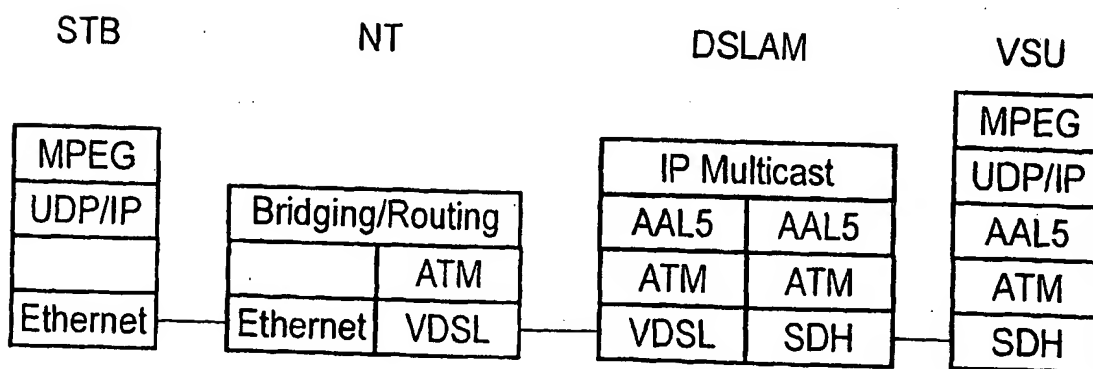 STB NT DSLAM VSU
MPEG
UDP/IP
Ethernet
Bridging/Routing
ATM
Ethernet VDSL
IP Multicast
AAL5 AAL5
ATM ATM
VDSL SDH
MPEG
UDP/IP
AAL5
ATM
SDH